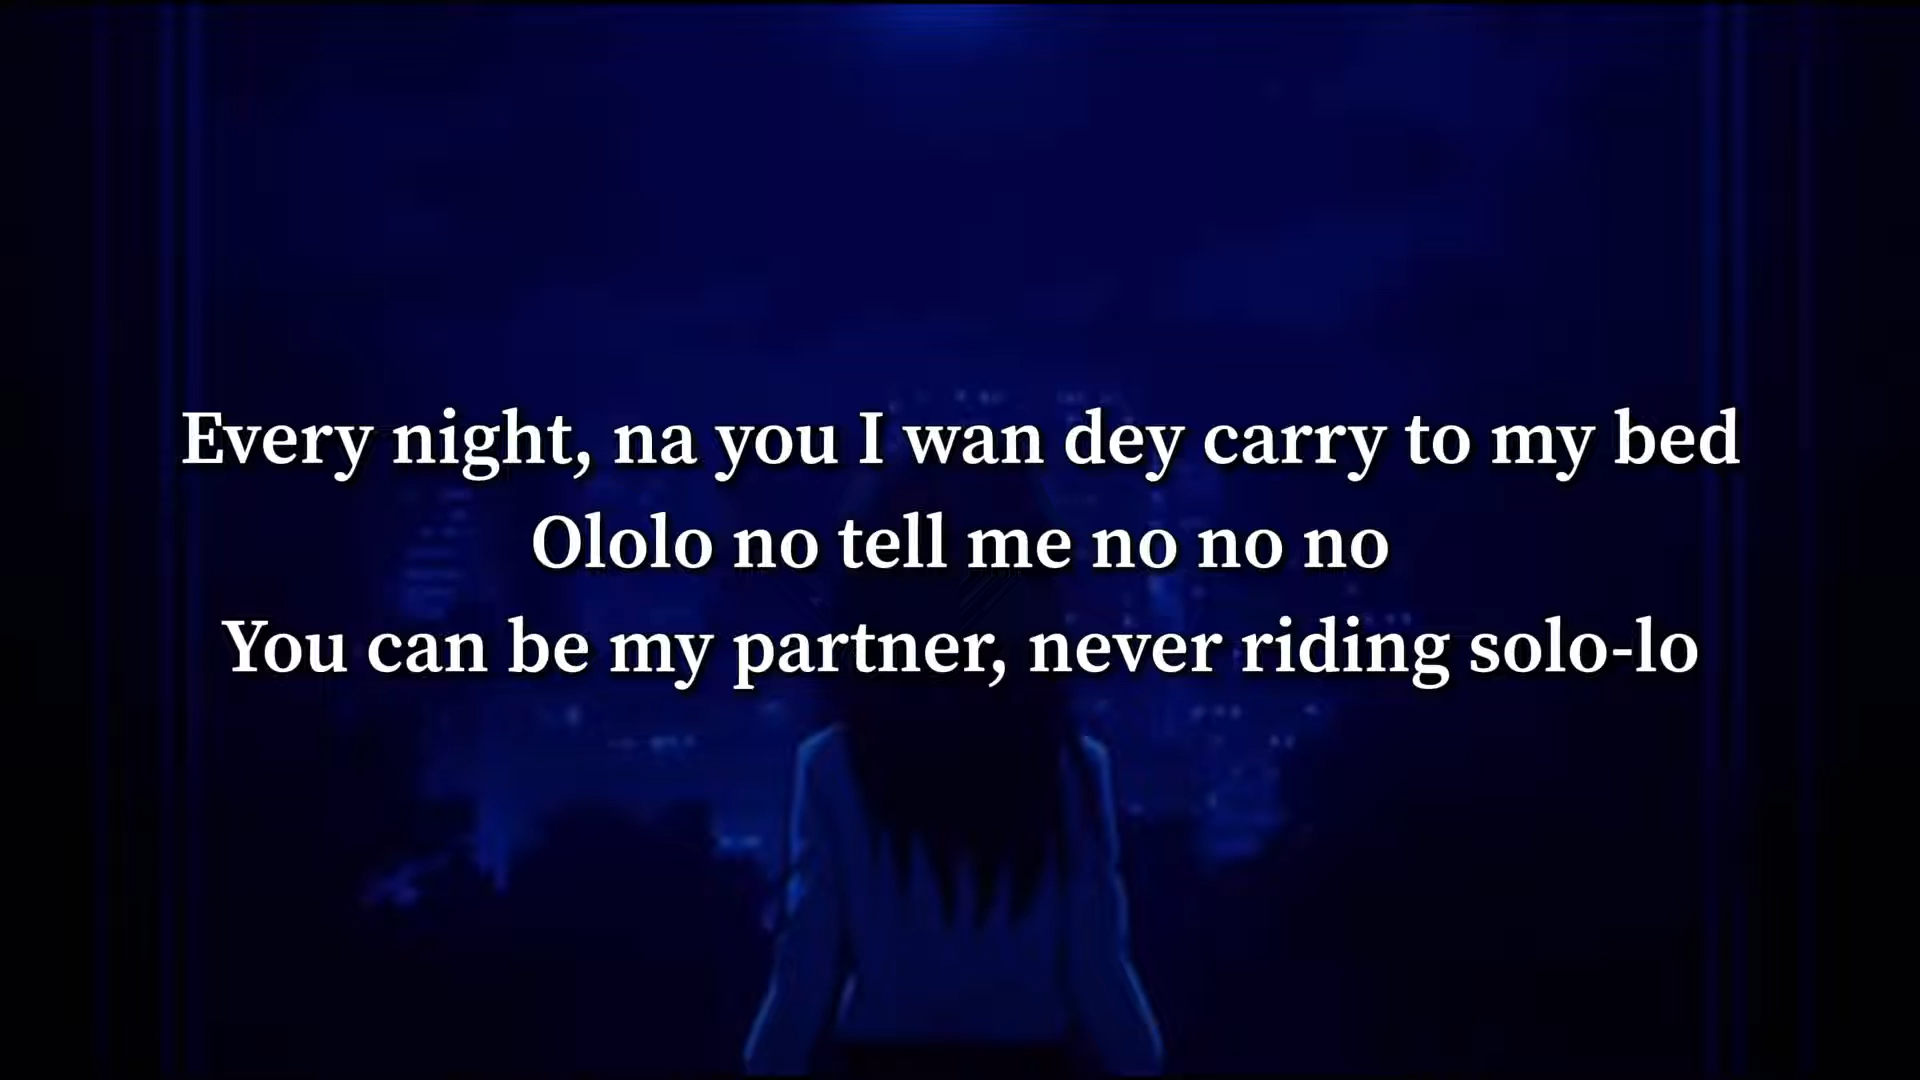 Every night, na you I wan dey carry to my bed
Ololo no tell me no no no
You can be my partner, never riding solo-lo